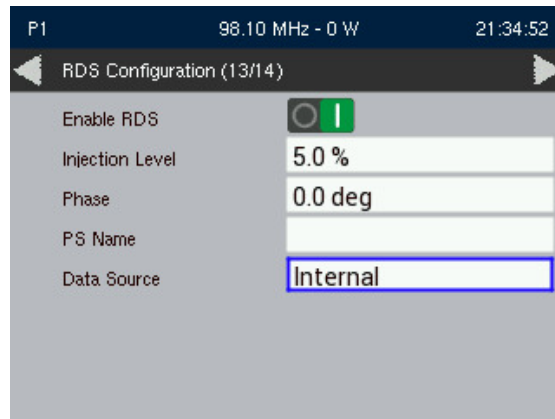 P1 98.10 MHz - 0 W 21:34:52
RDS Configuration (13/14)
Enable RDS
Injection Level 5.0 %
Phase 0.0 deg
PS Name
Data Source Internal